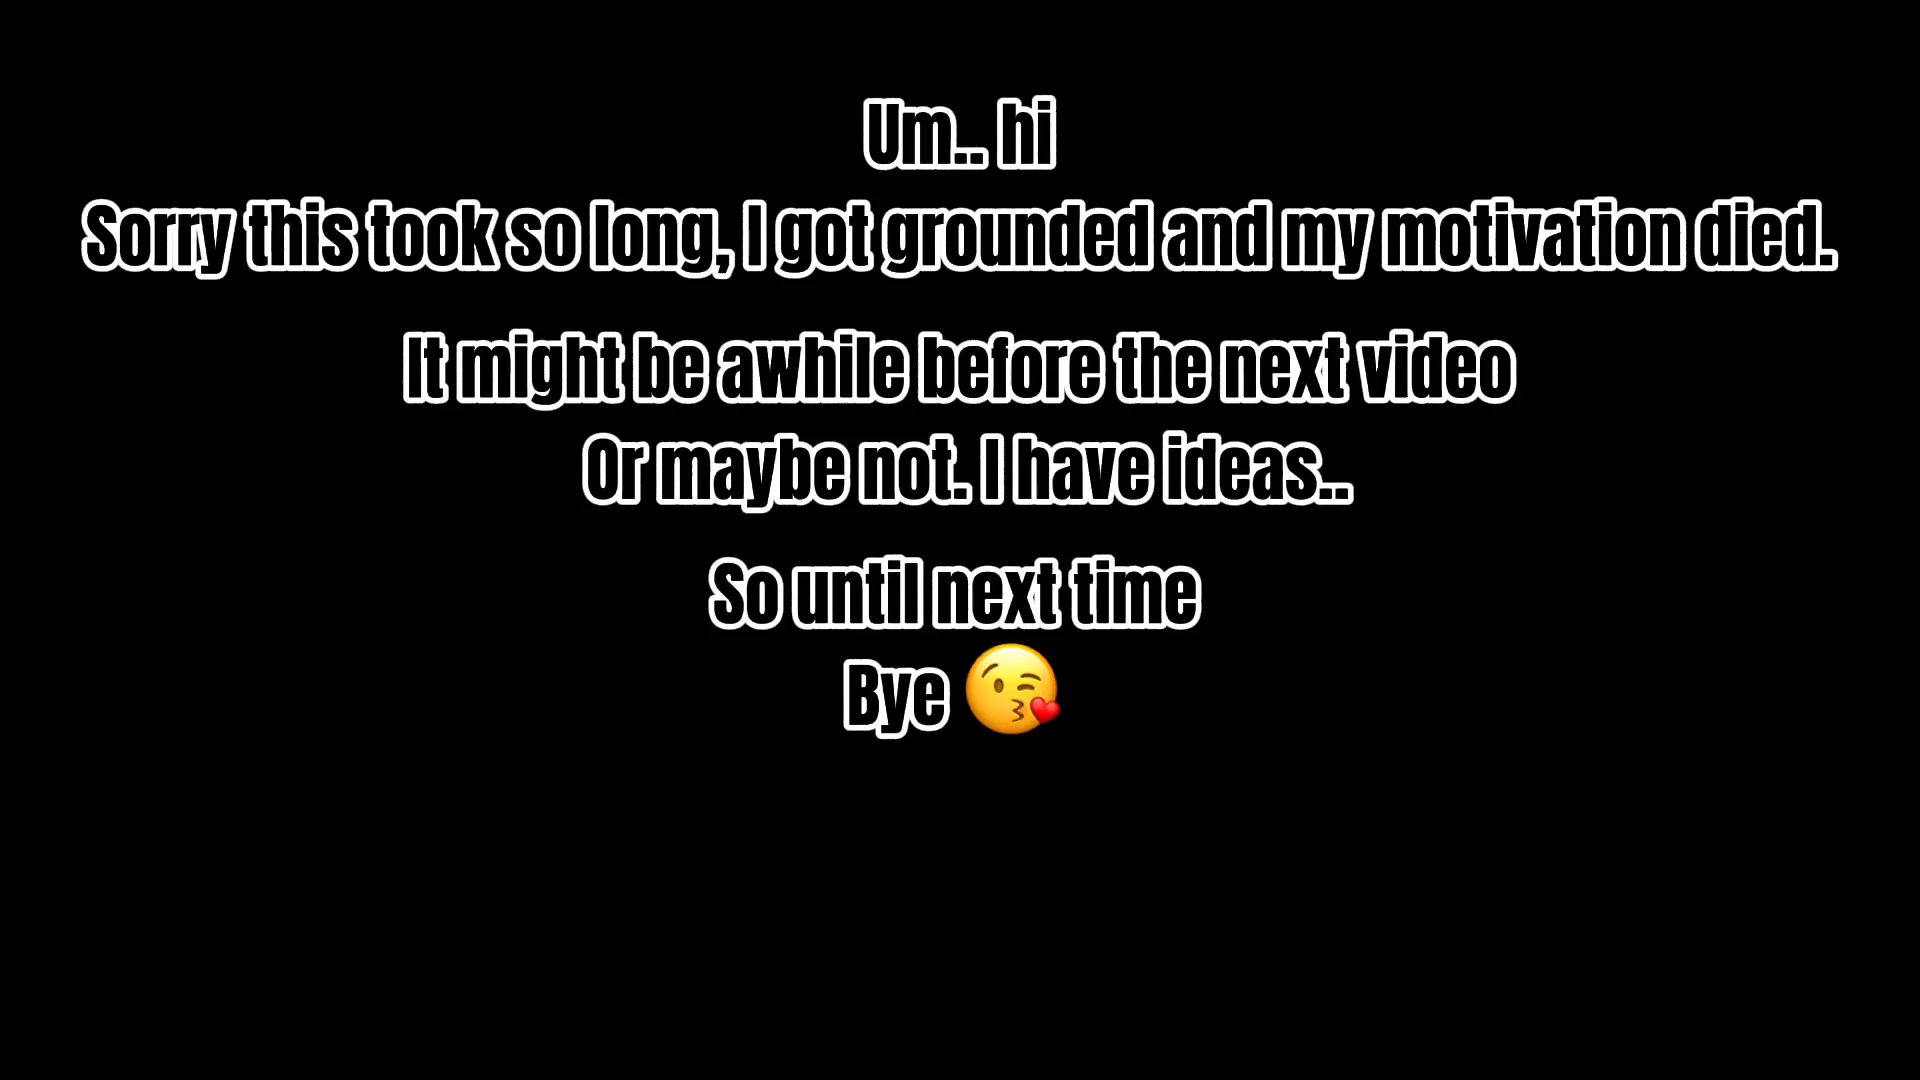 Um.. hi
Sorry this took so long, I got grounded and my motivation died.
It might be awhile before the next video
Or maybe not. I have ideas..
So until next time
Bye 😘